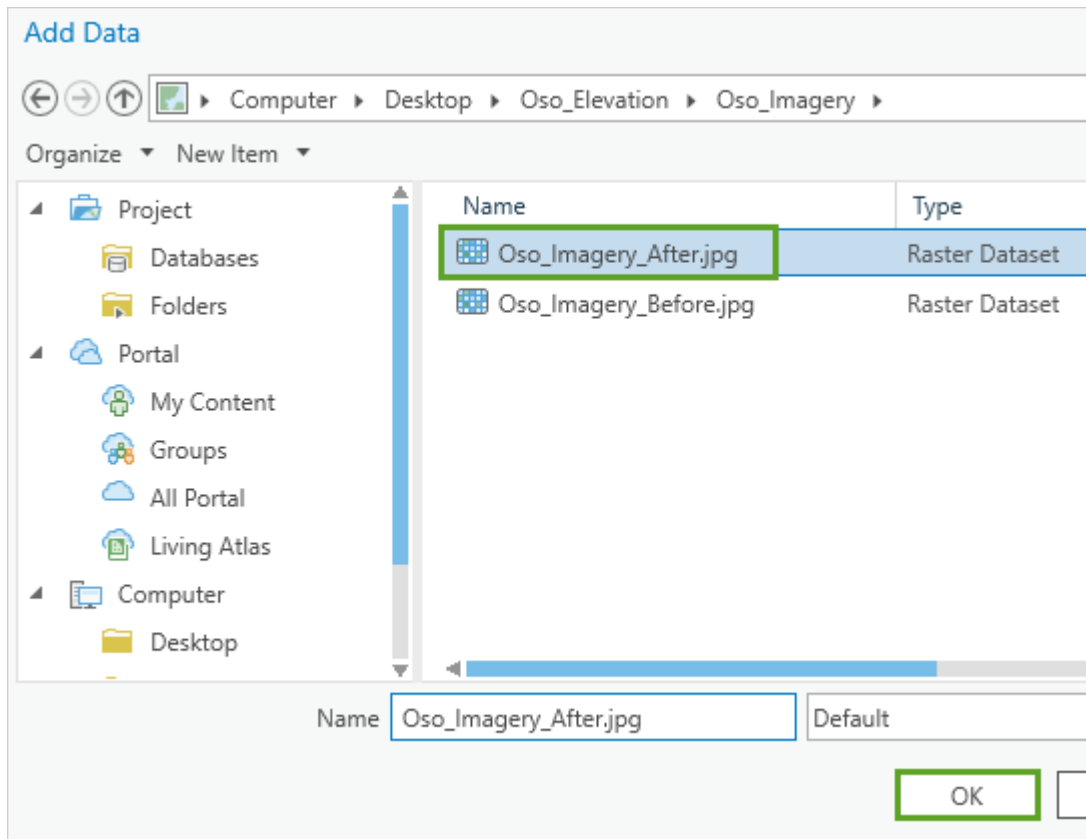 Add Data
Computer Desktop Oso_Elevation Oso_Imagery
Organize New Item
Project
Databases
Folders
Portal
My Content
Groups
All Portal
Living Atlas
Computer
Desktop
Name Type
Oso_Imagery_After.jpg Raster Dataset
Oso_Imagery_Before.jpg Raster Dataset
Name Oso_Imagery_After.jpg Default
OK